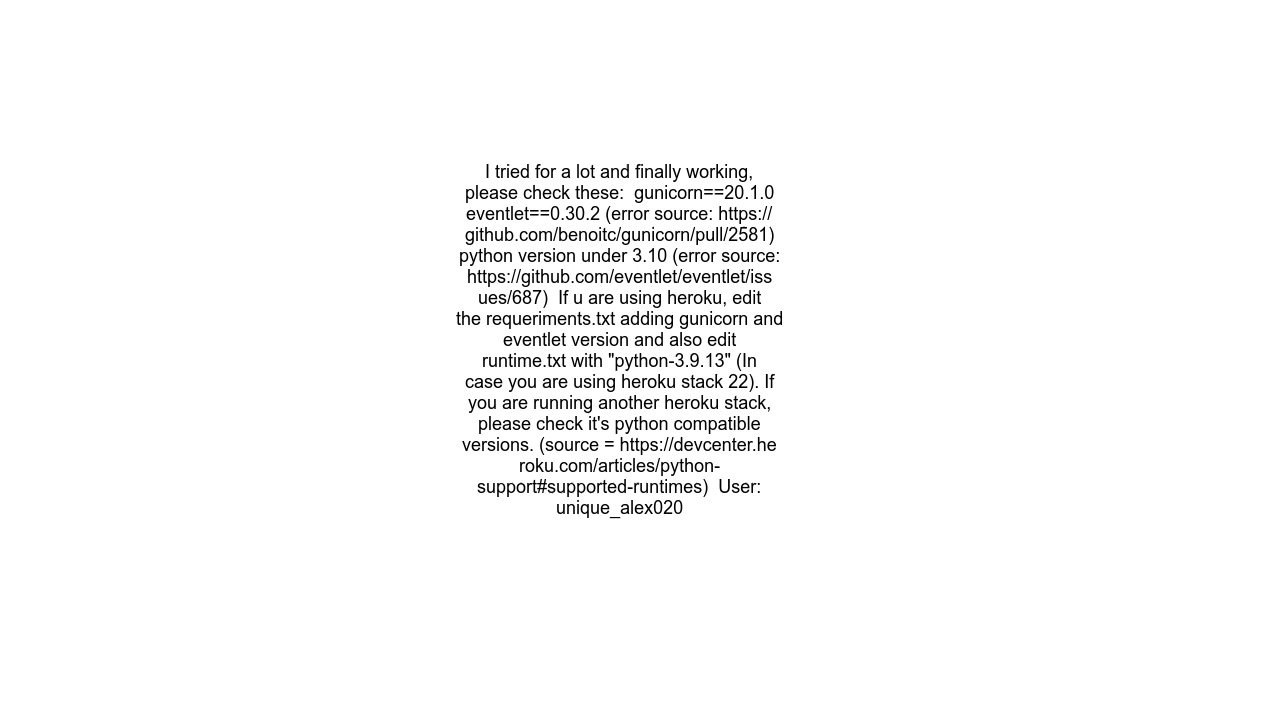 I tried for a lot and finally working,
please check these:  gunicorn==20.1.0
eventlet==0.30.2 (error source: https://
github.com/benoitc/gunicorn/pull/2581)
python version under 3.10 (error source:
https://github.com/eventlet/eventlet/iss
ues/687)  If u are using heroku, edit
the requeriments.txt adding gunicorn and
eventlet version and also edit
runtime.txt with "python-3.9.13" (In
case you are using heroku stack 22). If
you are running another heroku stack,
please check it's python compatible
versions. (source = https://devcenter.he
roku.com/articles/python-
support#supported-runtimes)  User:
unique_alex020